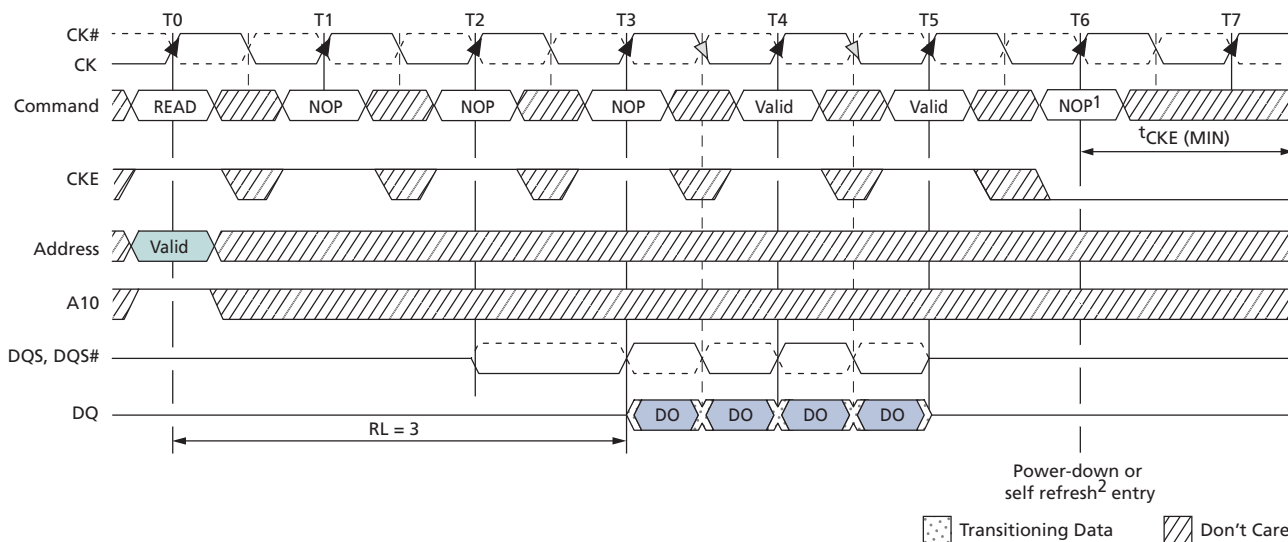 T0 T1 T2 T3 T4 T5 T6 T7
CK#
CK
Command READ NOP NOP NOP Valid Valid NOP1
tCKE (MIN)
CKE
Address Valid
A10
DQS, DQS#
DQ DO DO DO DO
RL = 3
Power-down or
self refresh2 entry
Transitioning Data Don't Care